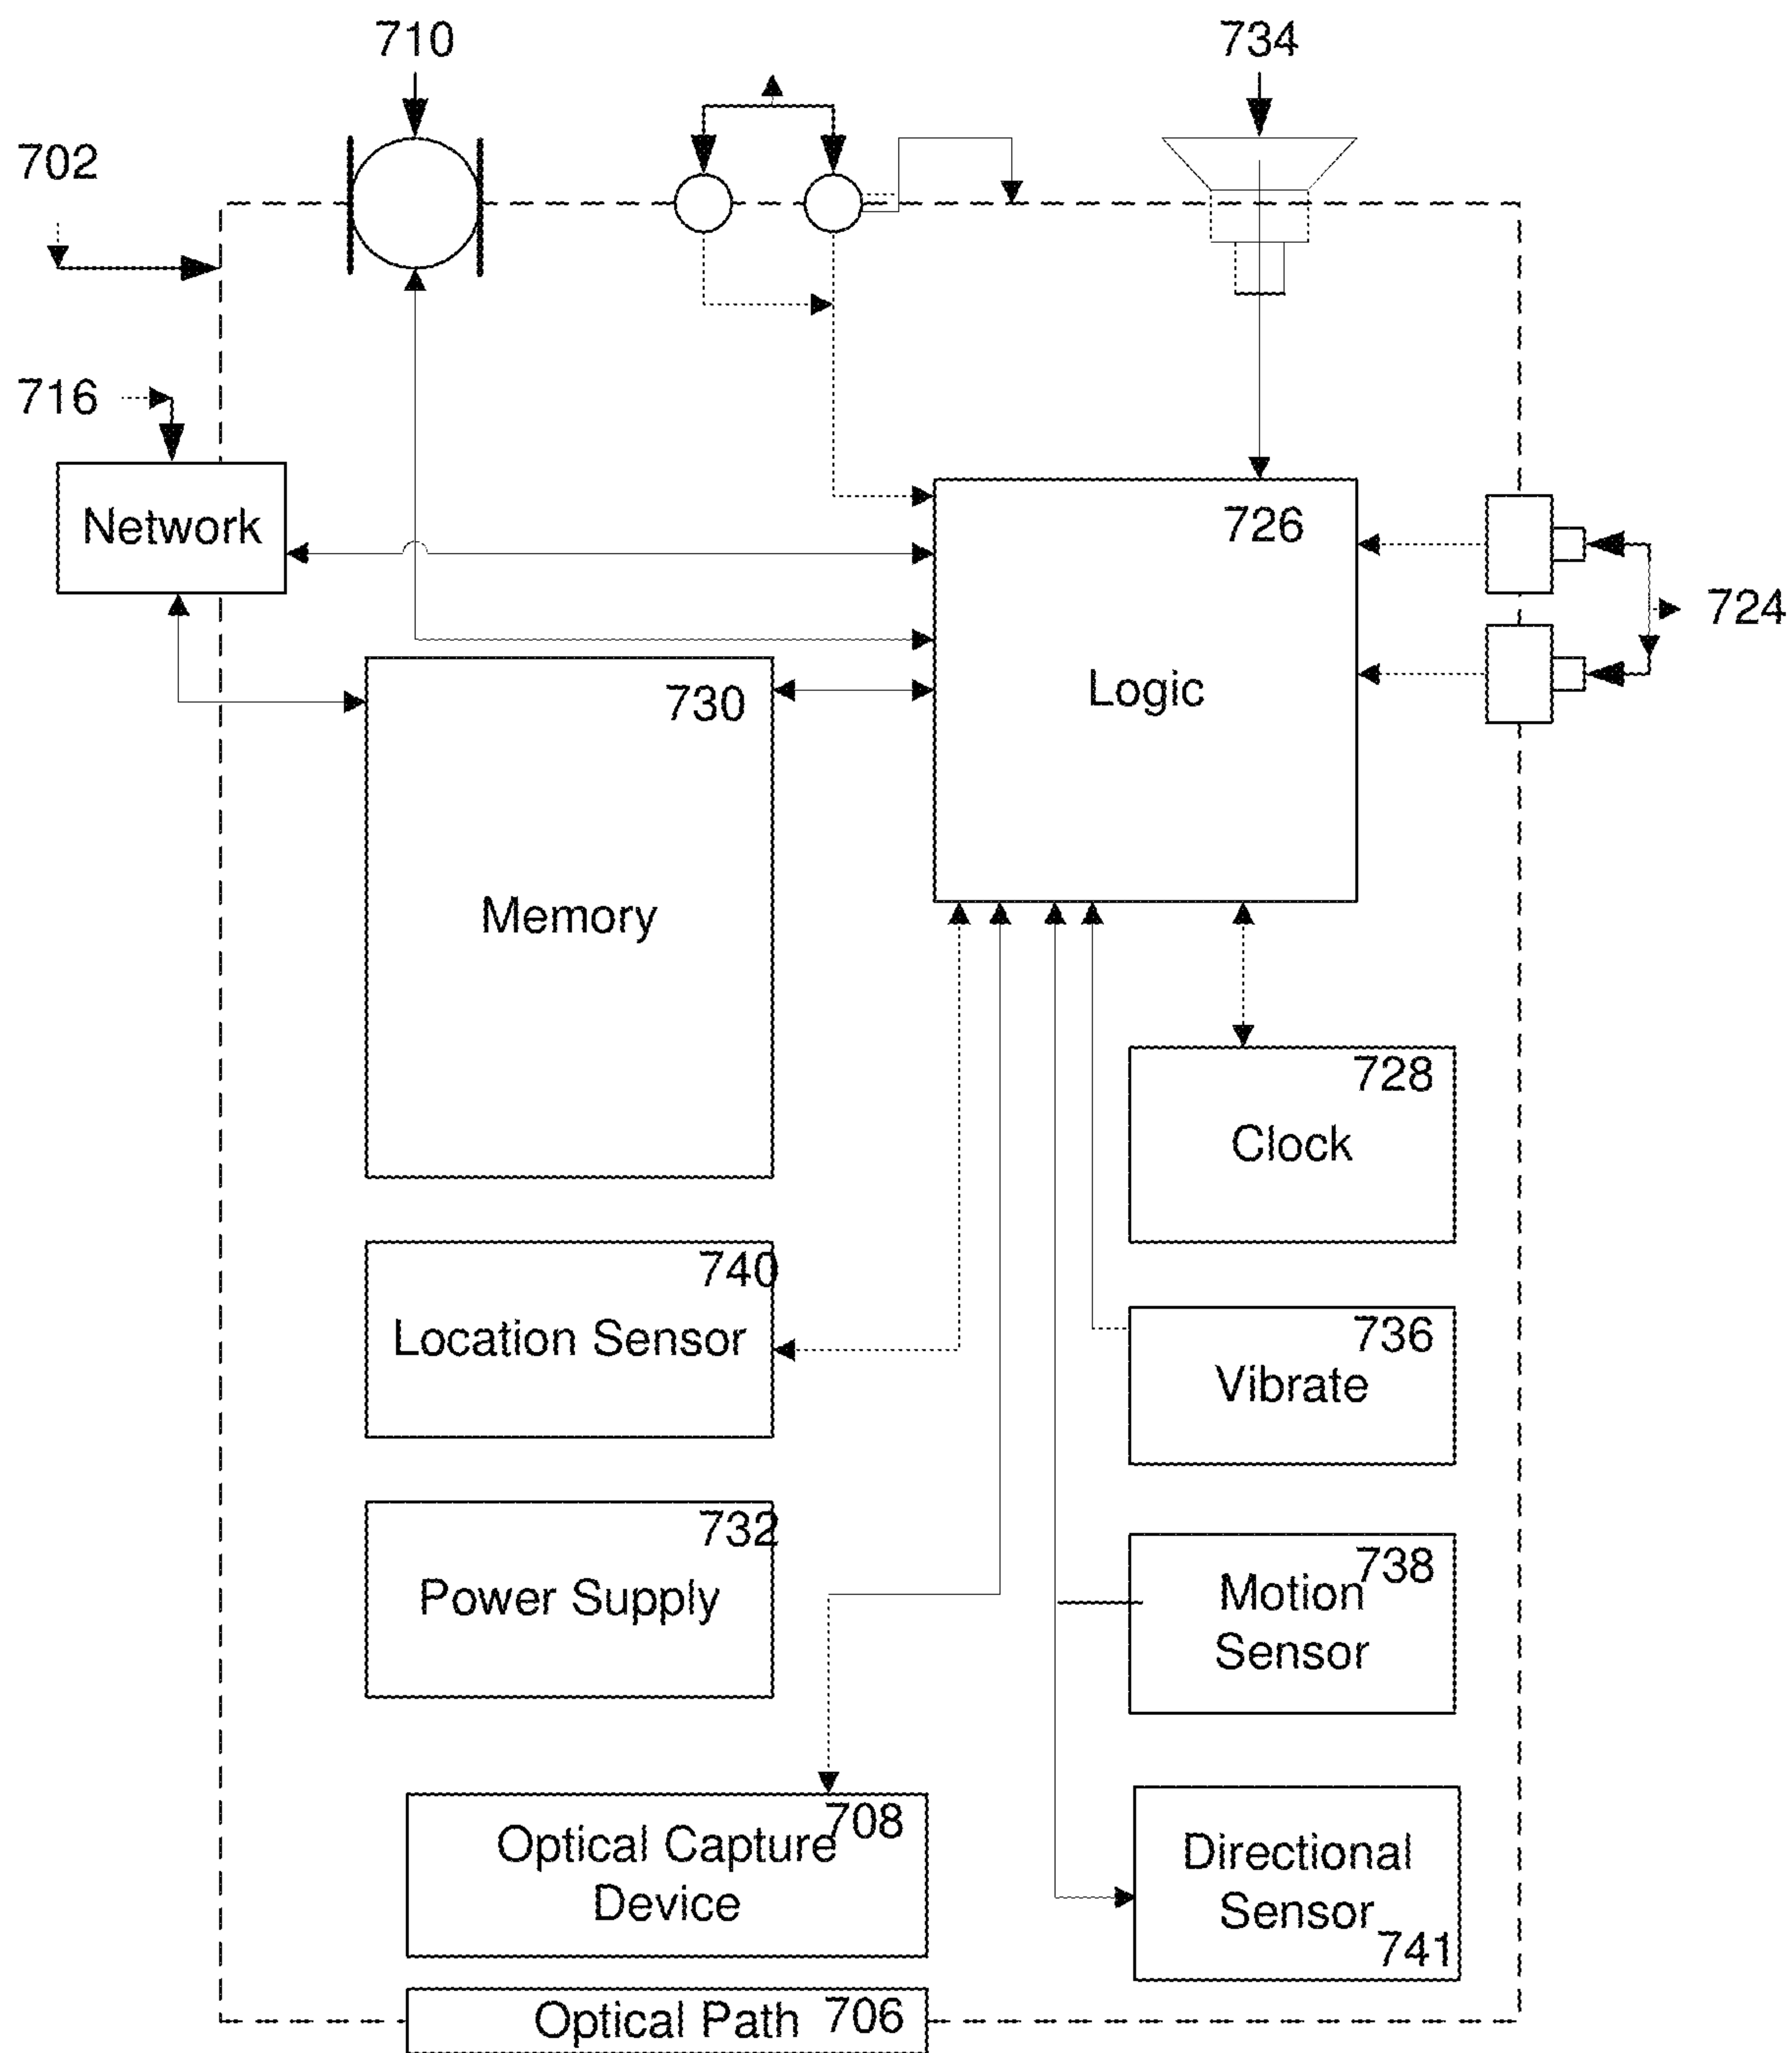 710
734
702
716
Network
726
724
Logic
730
Memory
728
Clock
740
Location Sensor
736
Vibrate
732
Power Supply
738
Motion
Sensor
708
Optical Capture
Device
Directional
Sensor
741
Optical Path 706